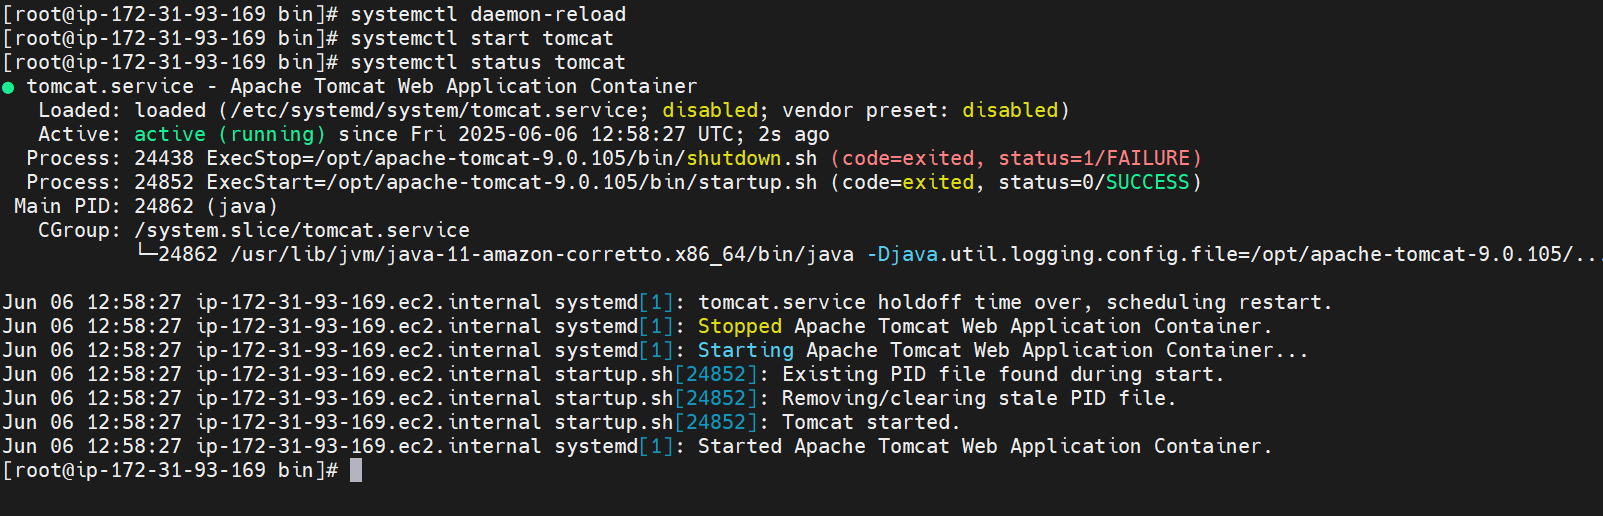 [root@ip-172-31-93-169 bin]# systemctl daemon-reload
[root@ip-172-31-93-169 bin]# systemctl start tomcat
[root@ip-172-31-93-169 bin]# systemctl status tomcat
● tomcat.service - Apache Tomcat Web Application Container
   Loaded: loaded (/etc/systemd/system/tomcat.service; disabled; vendor preset: disabled)
   Active: active (running) since Fri 2025-06-06 12:58:27 UTC; 2s ago
  Process: 24438 ExecStop=/opt/apache-tomcat-9.0.105/bin/shutdown.sh (code=exited, status=1/FAILURE)
  Process: 24852 ExecStart=/opt/apache-tomcat-9.0.105/bin/startup.sh (code=exited, status=0/SUCCESS)
 Main PID: 24862 (java)
   CGroup: /system.slice/tomcat.service
           └─24862 /usr/lib/jvm/java-11-amazon-corretto.x86_64/bin/java -Djava.util.logging.config.file=/opt/apache-tomcat-9.0.105/...
Jun 06 12:58:27 ip-172-31-93-169.ec2.internal systemd[1]: tomcat.service holdoff time over, scheduling restart.
Jun 06 12:58:27 ip-172-31-93-169.ec2.internal systemd[1]: Stopped Apache Tomcat Web Application Container.
Jun 06 12:58:27 ip-172-31-93-169.ec2.internal systemd[1]: Starting Apache Tomcat Web Application Container...
Jun 06 12:58:27 ip-172-31-93-169.ec2.internal startup.sh[24852]: Existing PID file found during start.
Jun 06 12:58:27 ip-172-31-93-169.ec2.internal startup.sh[24852]: Removing/clearing stale PID file.
Jun 06 12:58:27 ip-172-31-93-169.ec2.internal startup.sh[24852]: Tomcat started.
Jun 06 12:58:27 ip-172-31-93-169.ec2.internal systemd[1]: Started Apache Tomcat Web Application Container.
[root@ip-172-31-93-169 bin]#